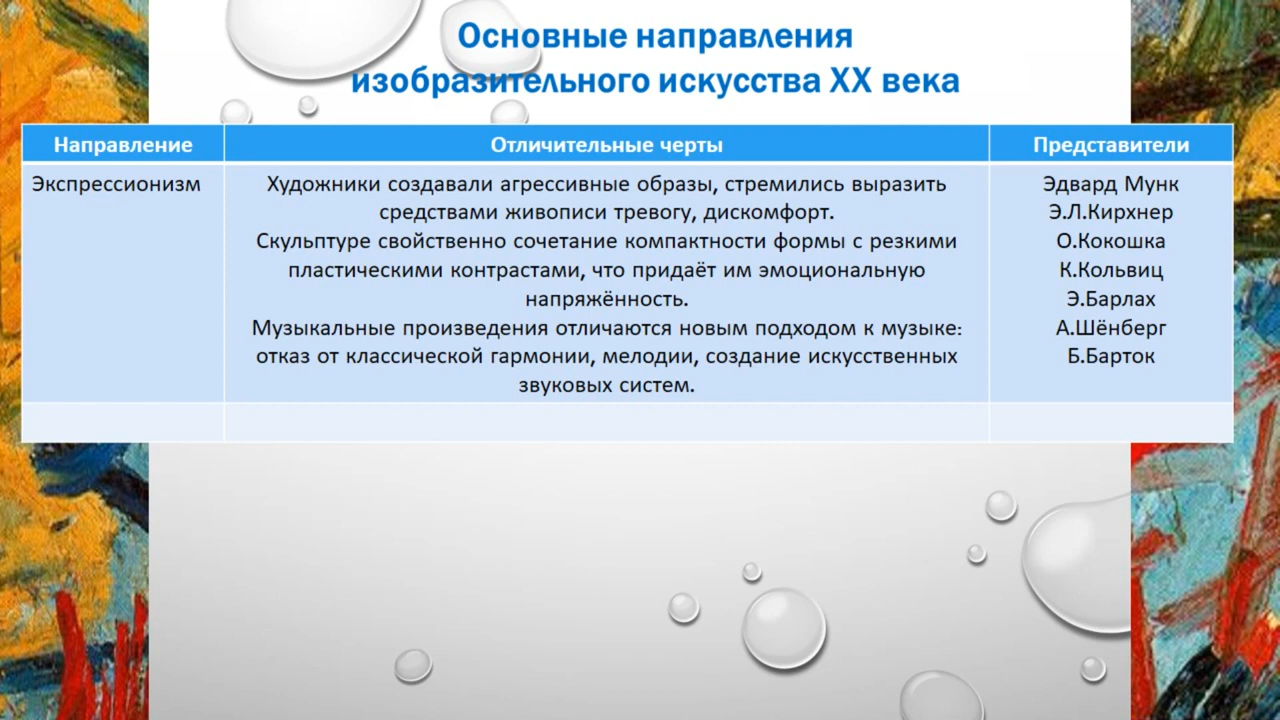 Основные направления
изобразительного искусства XX века
Направление
Отличительные черты
Представители
Экспрессионизм
Художники создавали агрессивные образы, стремились выразить
средствами живописи тревогу, дискомфорт.
Скульптуре свойственно сочетание компактности формы с резкими
пластическими контрастами, что придаёт им эмоциональную
напряжённость.
Музыкальные произведения отличаются новым подходом к музыке:
отказ от классической гармонии, мелодии, создание искусственных
звуковых систем.
Эдвард Мунк
Э.Л.Кирхнер
О.Кокошка
К.Кольвиц
Э.Барлах
А.Шёнберг
Б.Барток